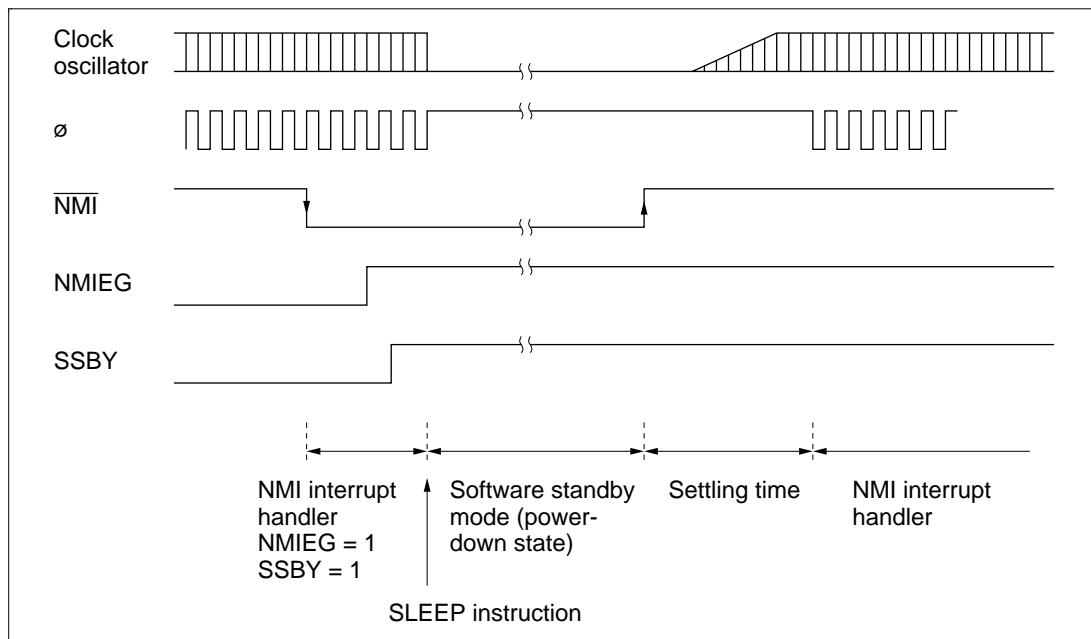 Clock
oscillator
ø
NMI
NMIEG
SSBY
NMI interrupt
handler
NMIEG = 1
SSBY = 1
Software standby
mode (power-
down state)
Settling time
NMI interrupt
handler
SLEEP instruction